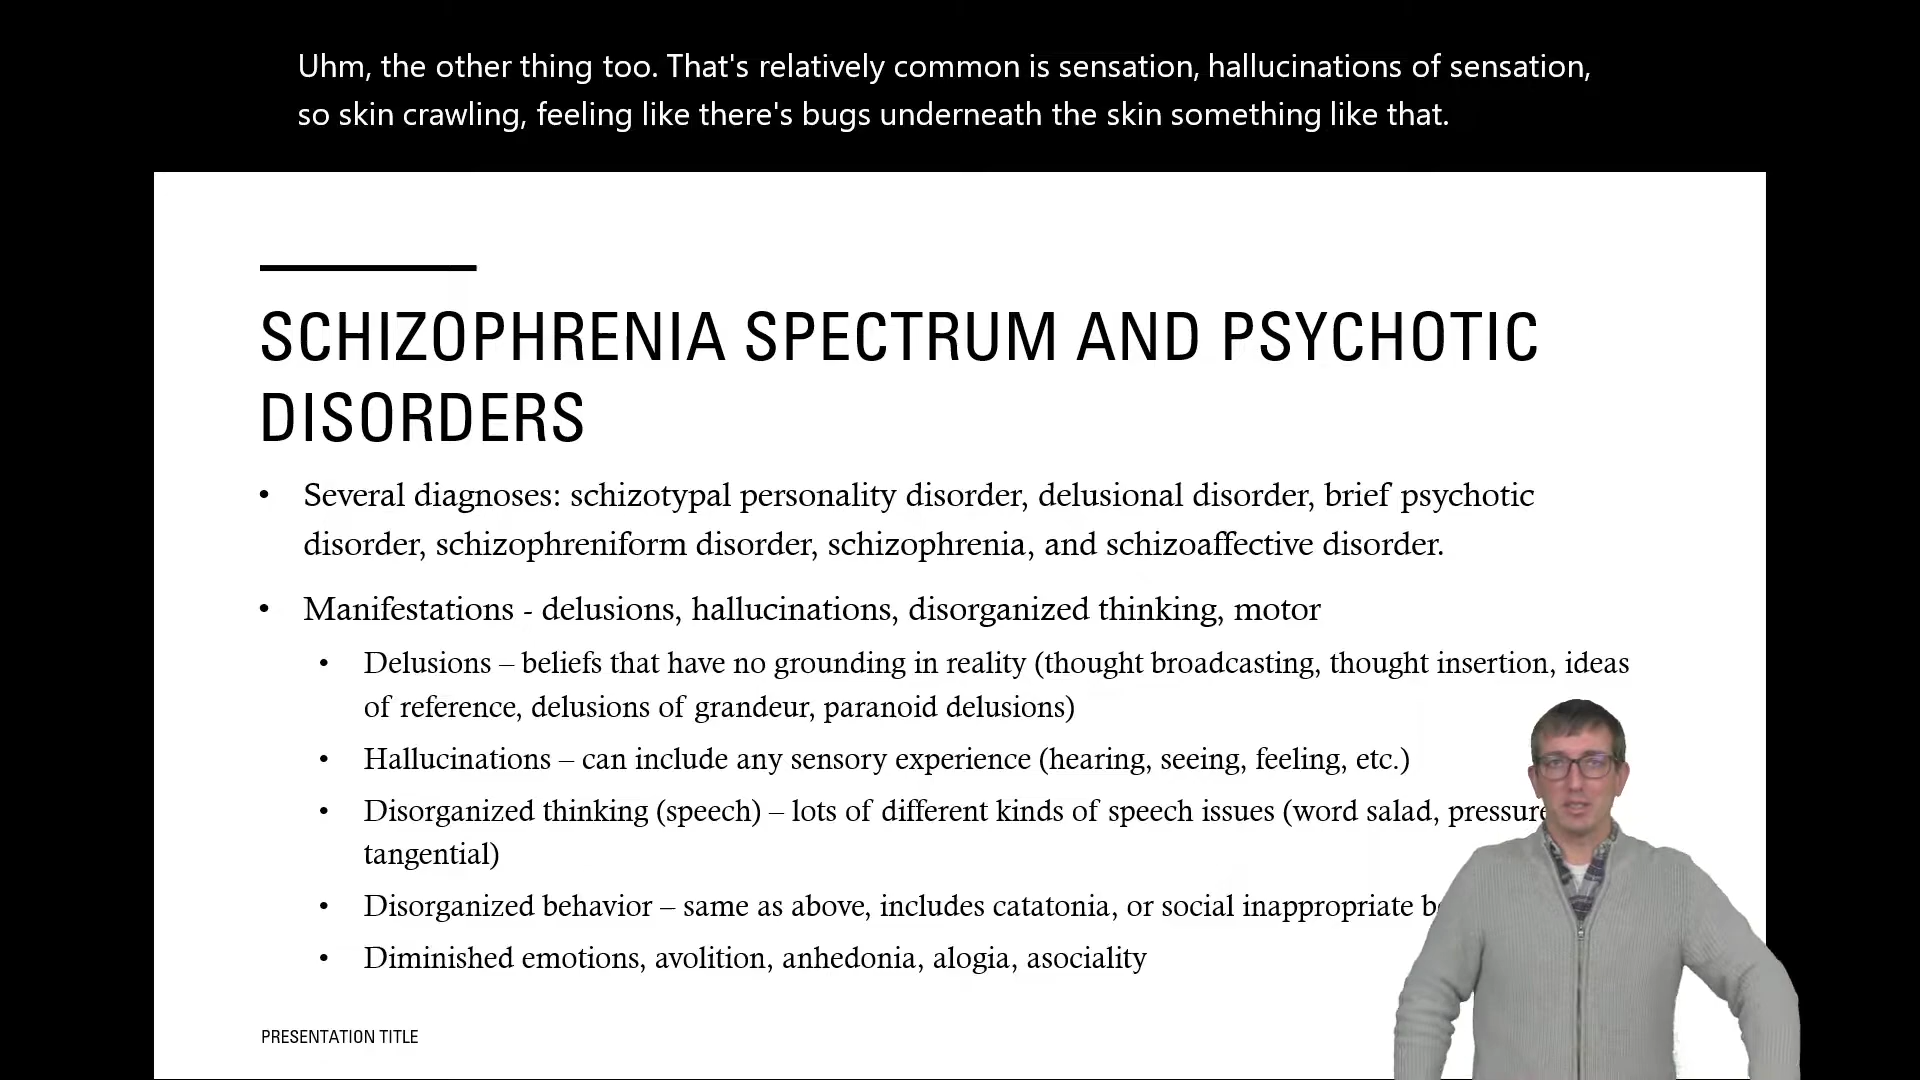 Uhm, the other thing too. That's relatively common is sensation, hallucinations of sensation,
so skin crawling, feeling like there's bugs underneath the skin something like that.
SCHIZOPHRENIA SPECTRUM AND PSYCHOTIC
DISORDERS
• Several diagnoses: schizotypal personality disorder, delusional disorder, brief psychotic
disorder, schizophreniform disorder, schizophrenia, and schizoaffective disorder.
• Manifestations - delusions, hallucinations, disorganized thinking, motor
• Delusions – beliefs that have no grounding in reality (thought broadcasting, thought insertion, ideas
of reference, delusions of grandeur, paranoid delusions)
• Hallucinations – can include any sensory experience (hearing, seeing, feeling, etc.)
• Disorganized thinking (speech) – lots of different kinds of speech issues (word salad, pressure
tangential)
• Disorganized behavior – same as above, includes catatonia, or social inappropriate
• Diminished emotions, avolition, anhedonia, alogia, asociality
PRESENTATION TITLE